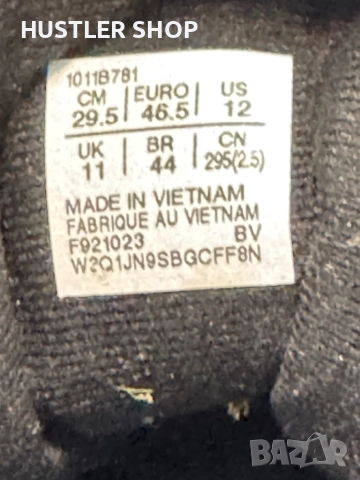 HUSTLER SHOP
1011B781
CM | EURO | US
29.5 | 46.5 | 12
UK | BR | CN
11 | 44 | 295(2.5)
MADE IN VIETNAM
FABRIQUE AU VIETNAM
F921023 BV
W2Q1JN9SBGCFF8N
BAZAR